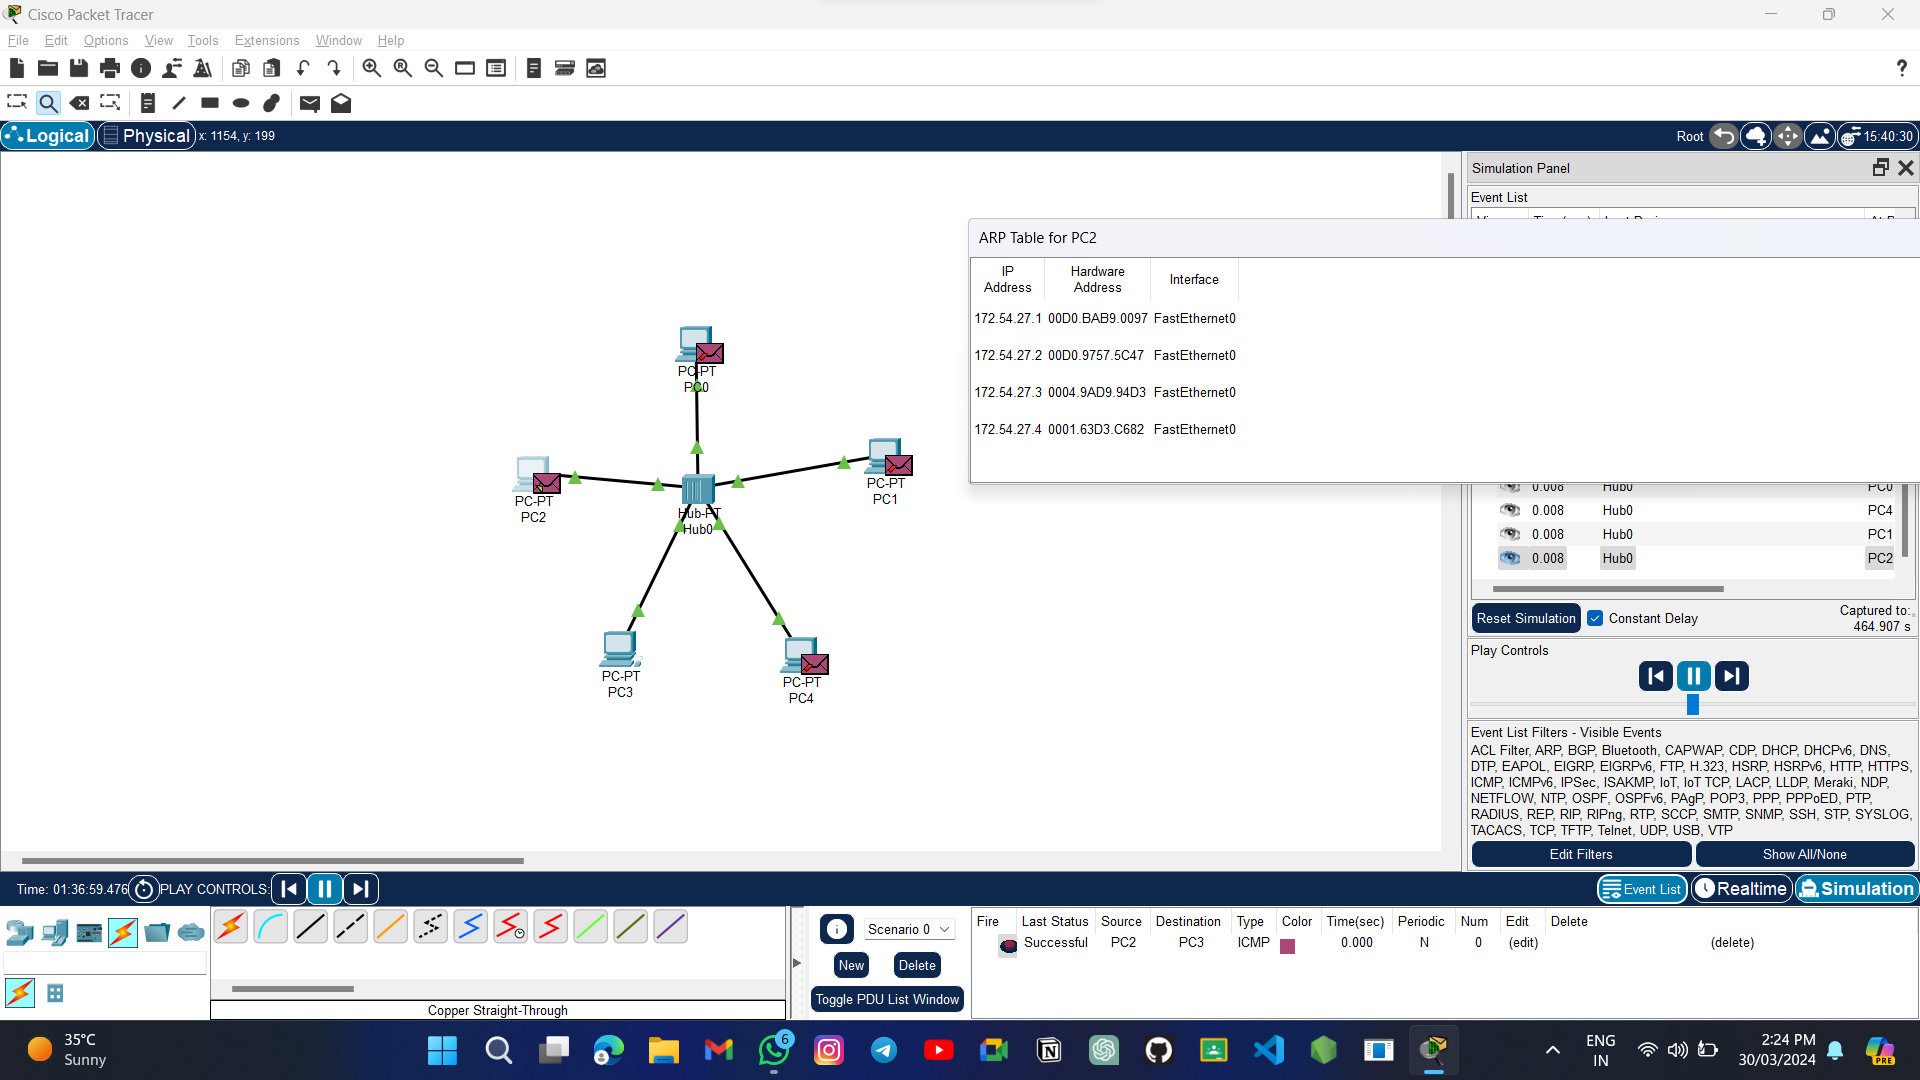 Cisco Packet Tracer
File Edit Options View Tools Extensions Window Help
?
Logical Physical x: 1154, y: 199
Root 15:40:30
Simulation Panel
Event List
ARP Table for PC2
IP Address Hardware Address Interface
172.54.27.1 00D0.BAB9.0097 FastEthernet0
172.54.27.2 00D0.9757.5C47 FastEthernet0
172.54.27.3 0004.9AD9.94D3 FastEthernet0
172.54.27.4 0001.63D3.C682 FastEthernet0
PC-PT
PC0
PC-PT
PC1
PC-PT
PC2
Hub-PT
Hub0
PC-PT
PC3
PC-PT
PC4
0.008 Hub0 PC0
0.008 Hub0 PC4
0.008 Hub0 PC1
0.008 Hub0 PC2
Reset Simulation Constant Delay Captured to:
464.907 s
Play Controls
Event List Filters - Visible Events
ACL Filter, ARP, BGP, Bluetooth, CAPWAP, CDP, DHCP, DHCPv6, DNS,
DTP, EAPOL, EIGRP, EIGRPv6, FTP, H.323, HSRP, HSRPv6, HTTP, HTTPS,
ICMP, ICMPv6, IPSec, ISAKMP, IoT, IoT TCP, LACP, LLDP, Meraki, NDP,
NETFLOW, NTP, OSPF, OSPFv6, PAgP, POP3, PPP, PPPoED, PTP,
RADIUS, REP, RIP, RIPng, RTP, SCCP, SMTP, SNMP, SSH, STP, SYSLOG,
TACACS, TCP, TFTP, Telnet, UDP, USB, VTP
Edit Filters Show All/None
Time: 01:36:59.476 PLAY CONTROLS:
Event List Realtime Simulation
Scenario 0
New Delete
Toggle PDU List Window
Fire Last Status Source Destination Type Color Time(sec) Periodic Num Edit Delete
Successful PC2 PC3 ICMP 0.000 N 0 (edit) (delete)
Copper Straight-Through
35°C
Sunny
6
ENG
IN
2:24 PM
30/03/2024
PRE